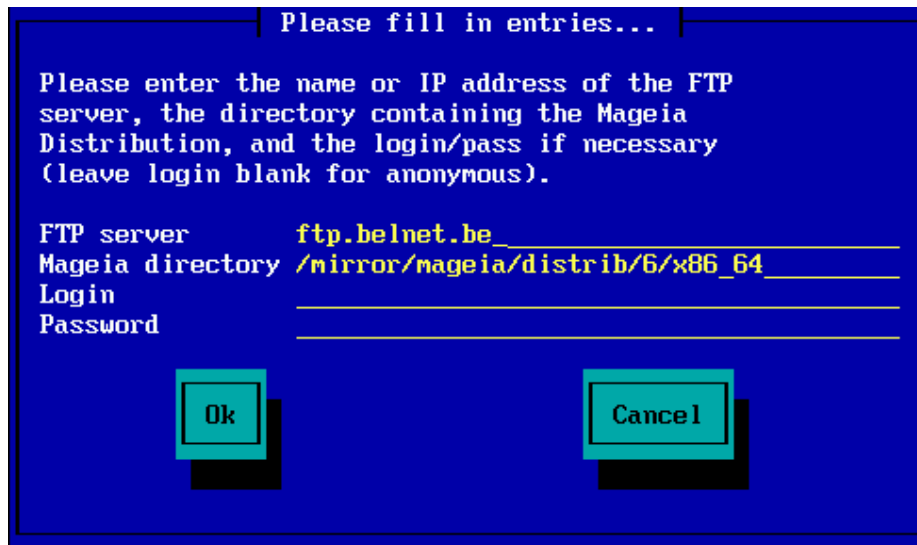 Please fill in entries...
Please enter the name or IP address of the FTP
server, the directory containing the Mageia
Distribution, and the login/pass if necessary
(leave login blank for anonymous).
FTP server ftp.belnet.be
Mageia directory /mirror/mageia/distrib/6/x86_64
Login
Password
Ok Cancel